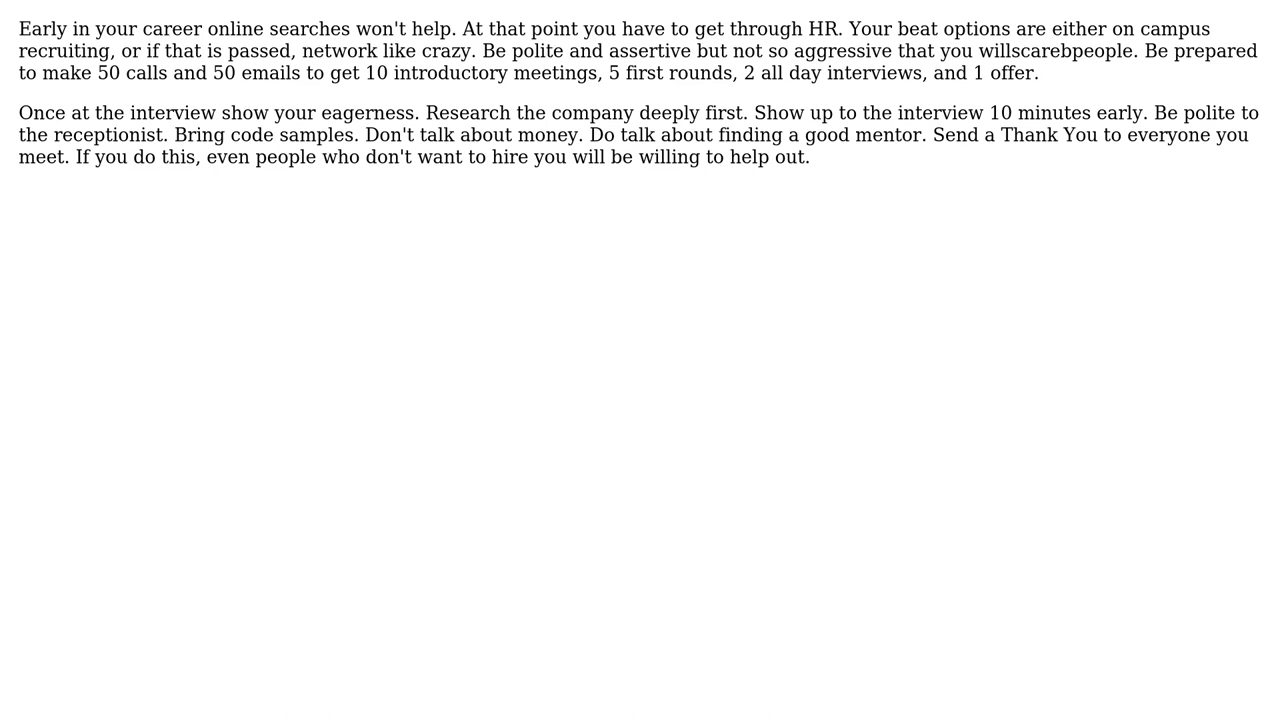 Early in your career online searches won't help. At that point you have to get through HR. Your beat options are either on campus
recruiting, or if that is passed, network like crazy. Be polite and assertive but not so aggressive that you willscarebpeople. Be prepared
to make 50 calls and 50 emails to get 10 introductory meetings, 5 first rounds, 2 all day interviews, and 1 offer.
Once at the interview show your eagerness. Research the company deeply first. Show up to the interview 10 minutes early. Be polite to
the receptionist. Bring code samples. Don't talk about money. Do talk about finding a good mentor. Send a Thank You to everyone you
meet. If you do this, even people who don't want to hire you will be willing to help out.